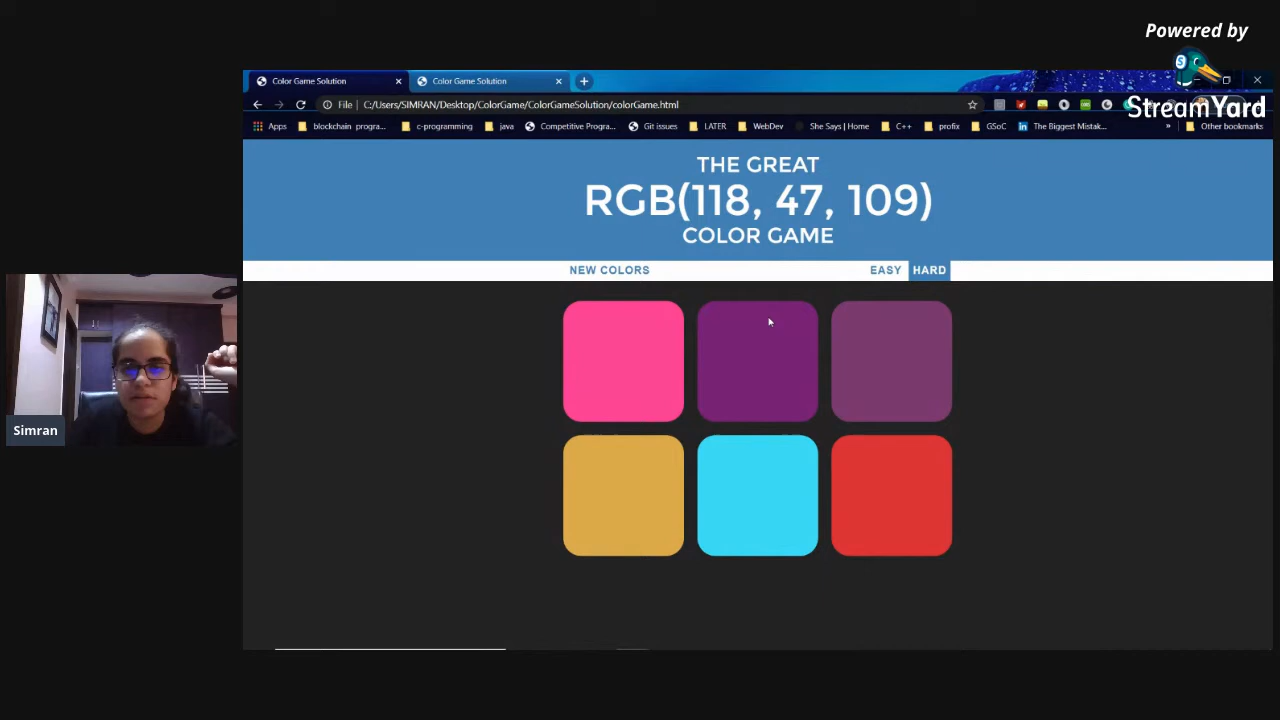 Powered by
StreamYard
Color Game Solution
Color Game Solution
File
C:/Users/SIMRAN/Desktop/ColorGame/ColorGameSolution/colorGame.html
Apps
blockchain progra...
c-programming
java
Competitive Progra...
Git issues
LATER
WebDev
She Says | Home
C++
profix
GSoC
The Biggest Mistak...
»
Other bookmarks
THE GREAT
RGB(118, 47, 109)
COLOR GAME
NEW COLORS
EASY
HARD
Simran